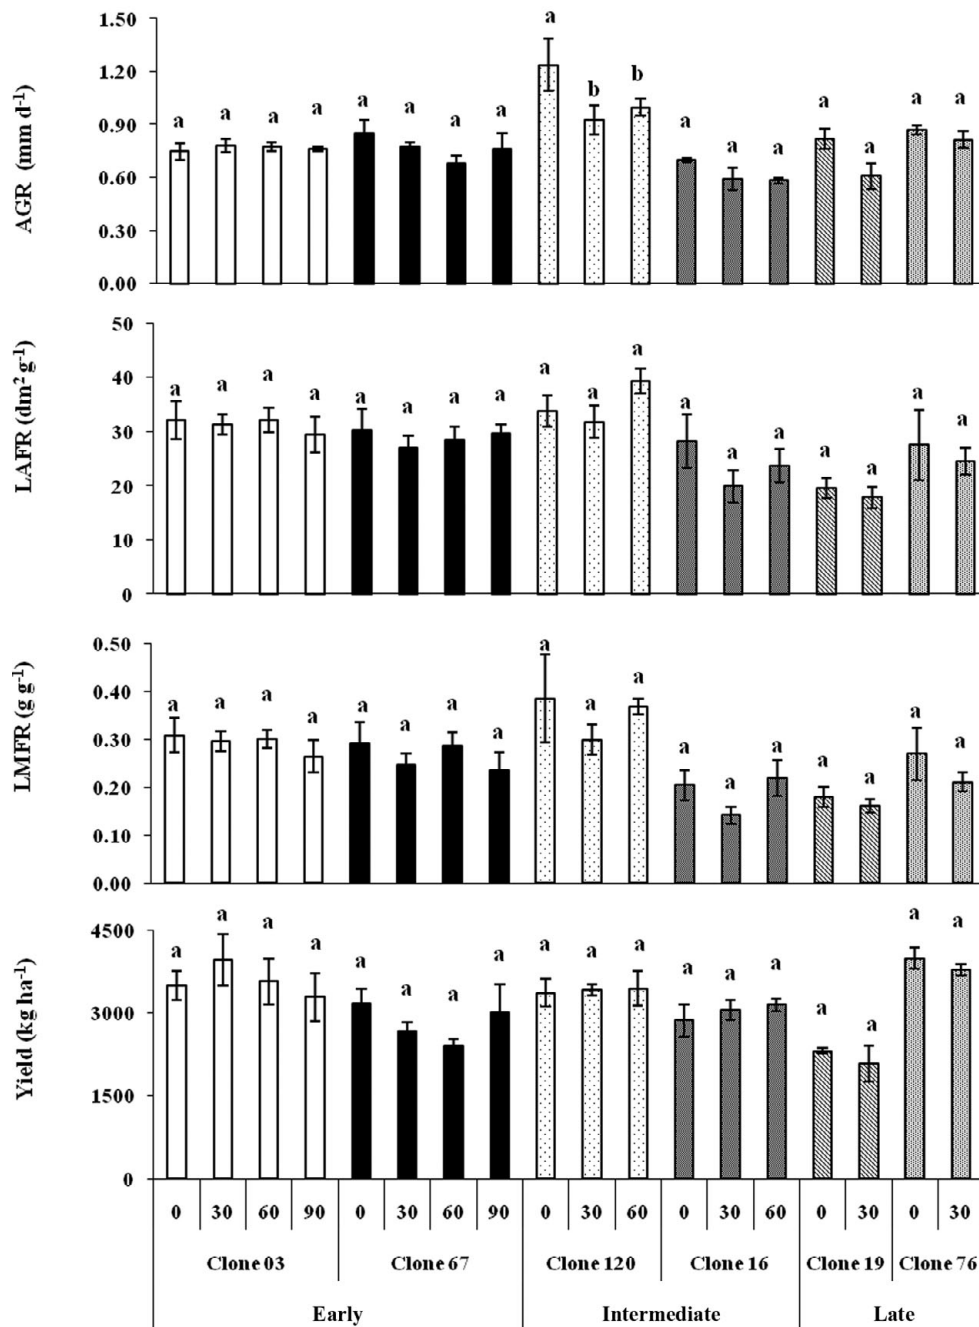 AGR (mm d⁻¹)
1.50
1.20
0.90
0.60
0.30
0.00
a a a a a a a a a b b a a a a a a a
LAFR (dm² g⁻¹)
50
40
30
20
10
0
a a a a a a a a a a a a a a a a a a
LMFR (g g⁻¹)
0.50
0.40
0.30
0.20
0.10
0.00
a a a a a a a a a a a a a a a a a a
Yield (kg ha⁻¹)
4500
3000
1500
0
a a a a a a a a a a a a a a a a a a
0 30 60 90 0 30 60 90 0 30 60 0 30 60 0 30 0 30
Clone 03 Clone 67 Clone 120 Clone 16 Clone 19 Clone 76
Early Intermediate Late